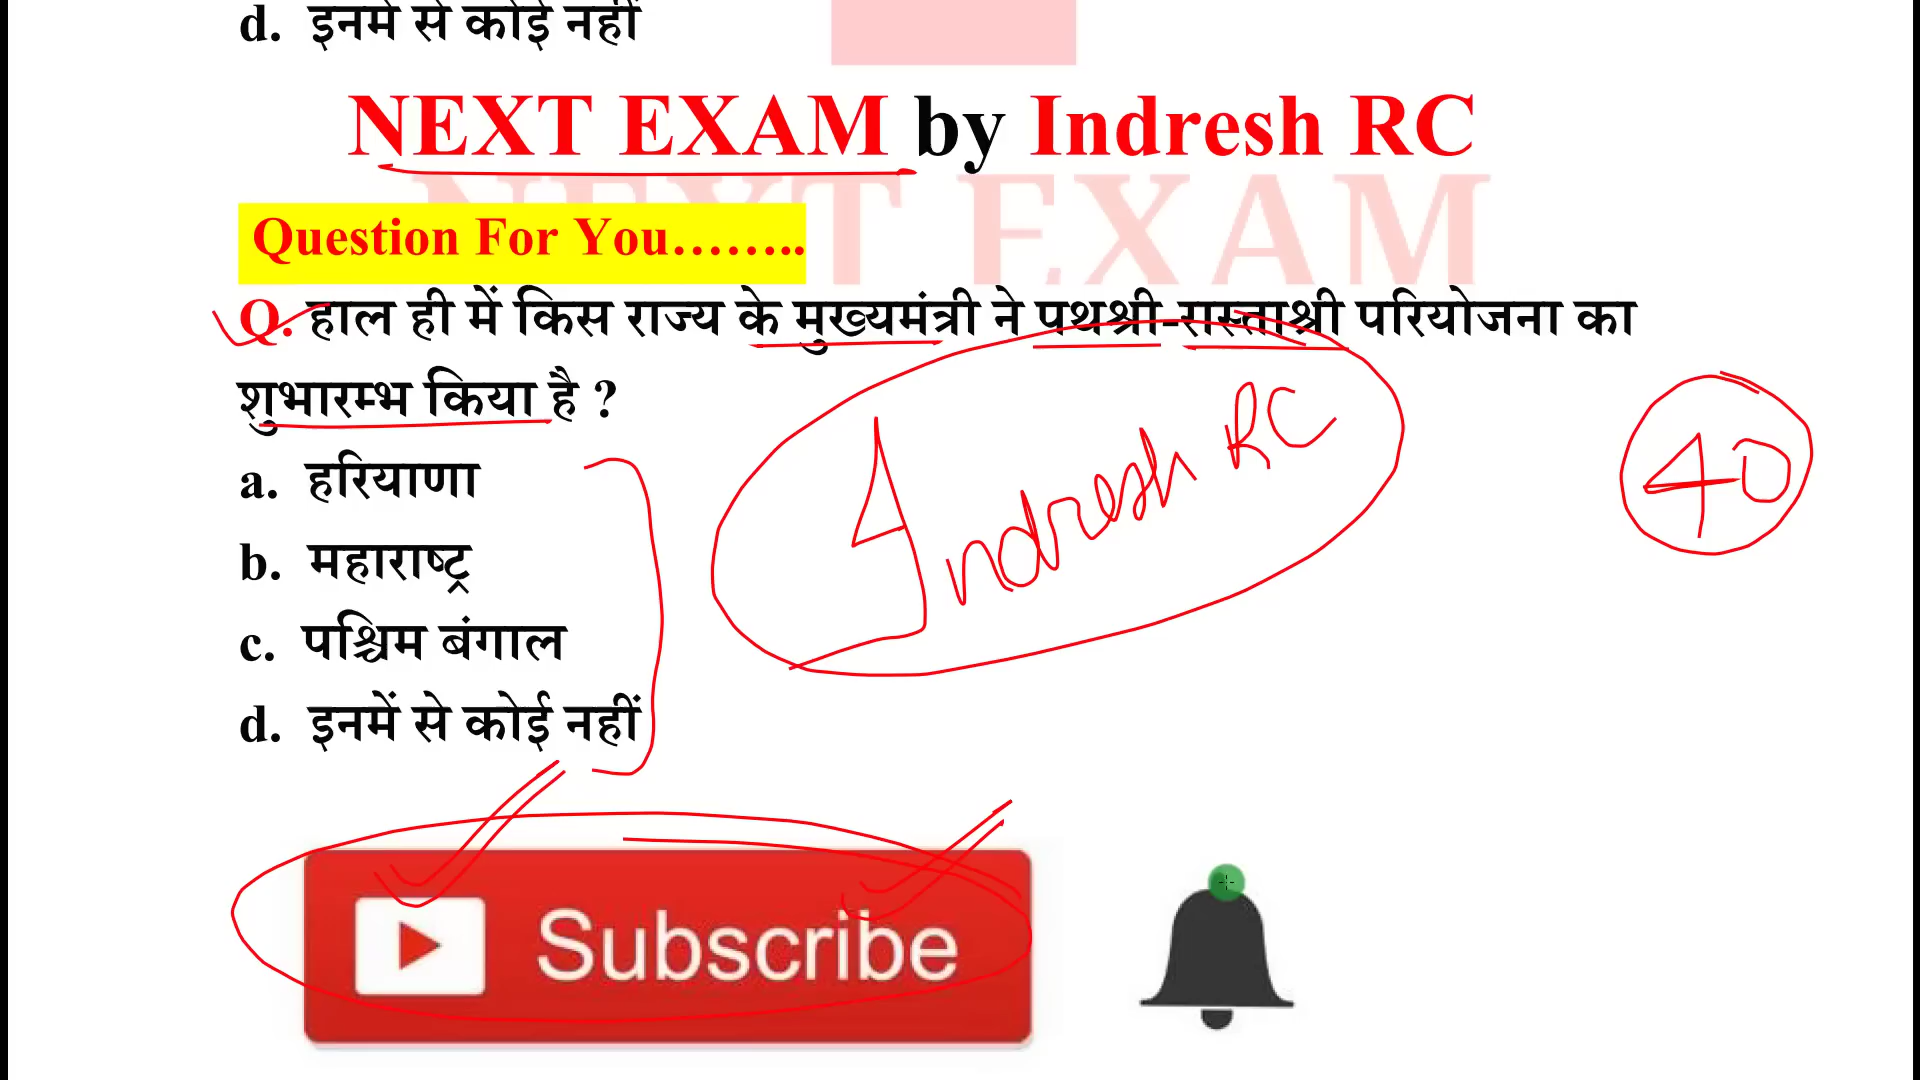 d. इनमें से कोई नहीं
NEXT EXAM by Indresh RC
NEXT EXAM
Question For You……..
Q. हाल ही में किस राज्य के मुख्यमंत्री ने पथश्री-रास्ताश्री परियोजना का
शुभारम्भ किया है ?
Indresh RC
40
a. हरियाणा
b. महाराष्ट्र
c. पश्चिम बंगाल
d. इनमें से कोई नहीं
Subscribe